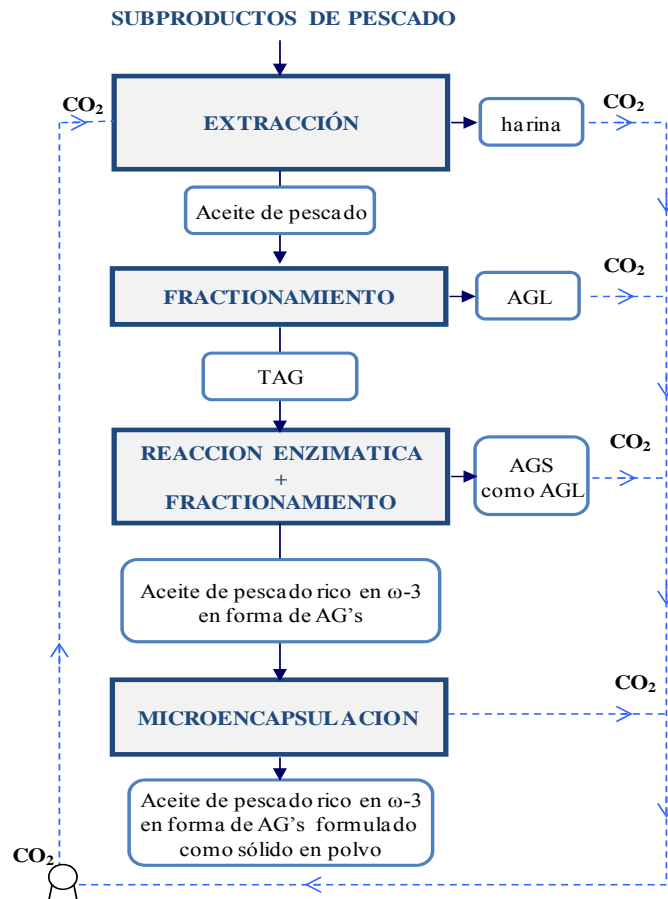 SUBPRODUCTOS DE PESCADO
CO₂
EXTRACCIÓN
harina
CO₂
Aceite de pescado
FRACTIONAMIENTO
AGL
CO₂
TAG
REACCION ENZIMATICA
+
FRACTIONAMIENTO
AGS
como AGL
CO₂
Aceite de pescado rico en ω-3
en forma de AG's
MICROENCAPSULACION
CO₂
Aceite de pescado rico en ω-3
en forma de AG's formulado
como sólido en polvo
CO₂